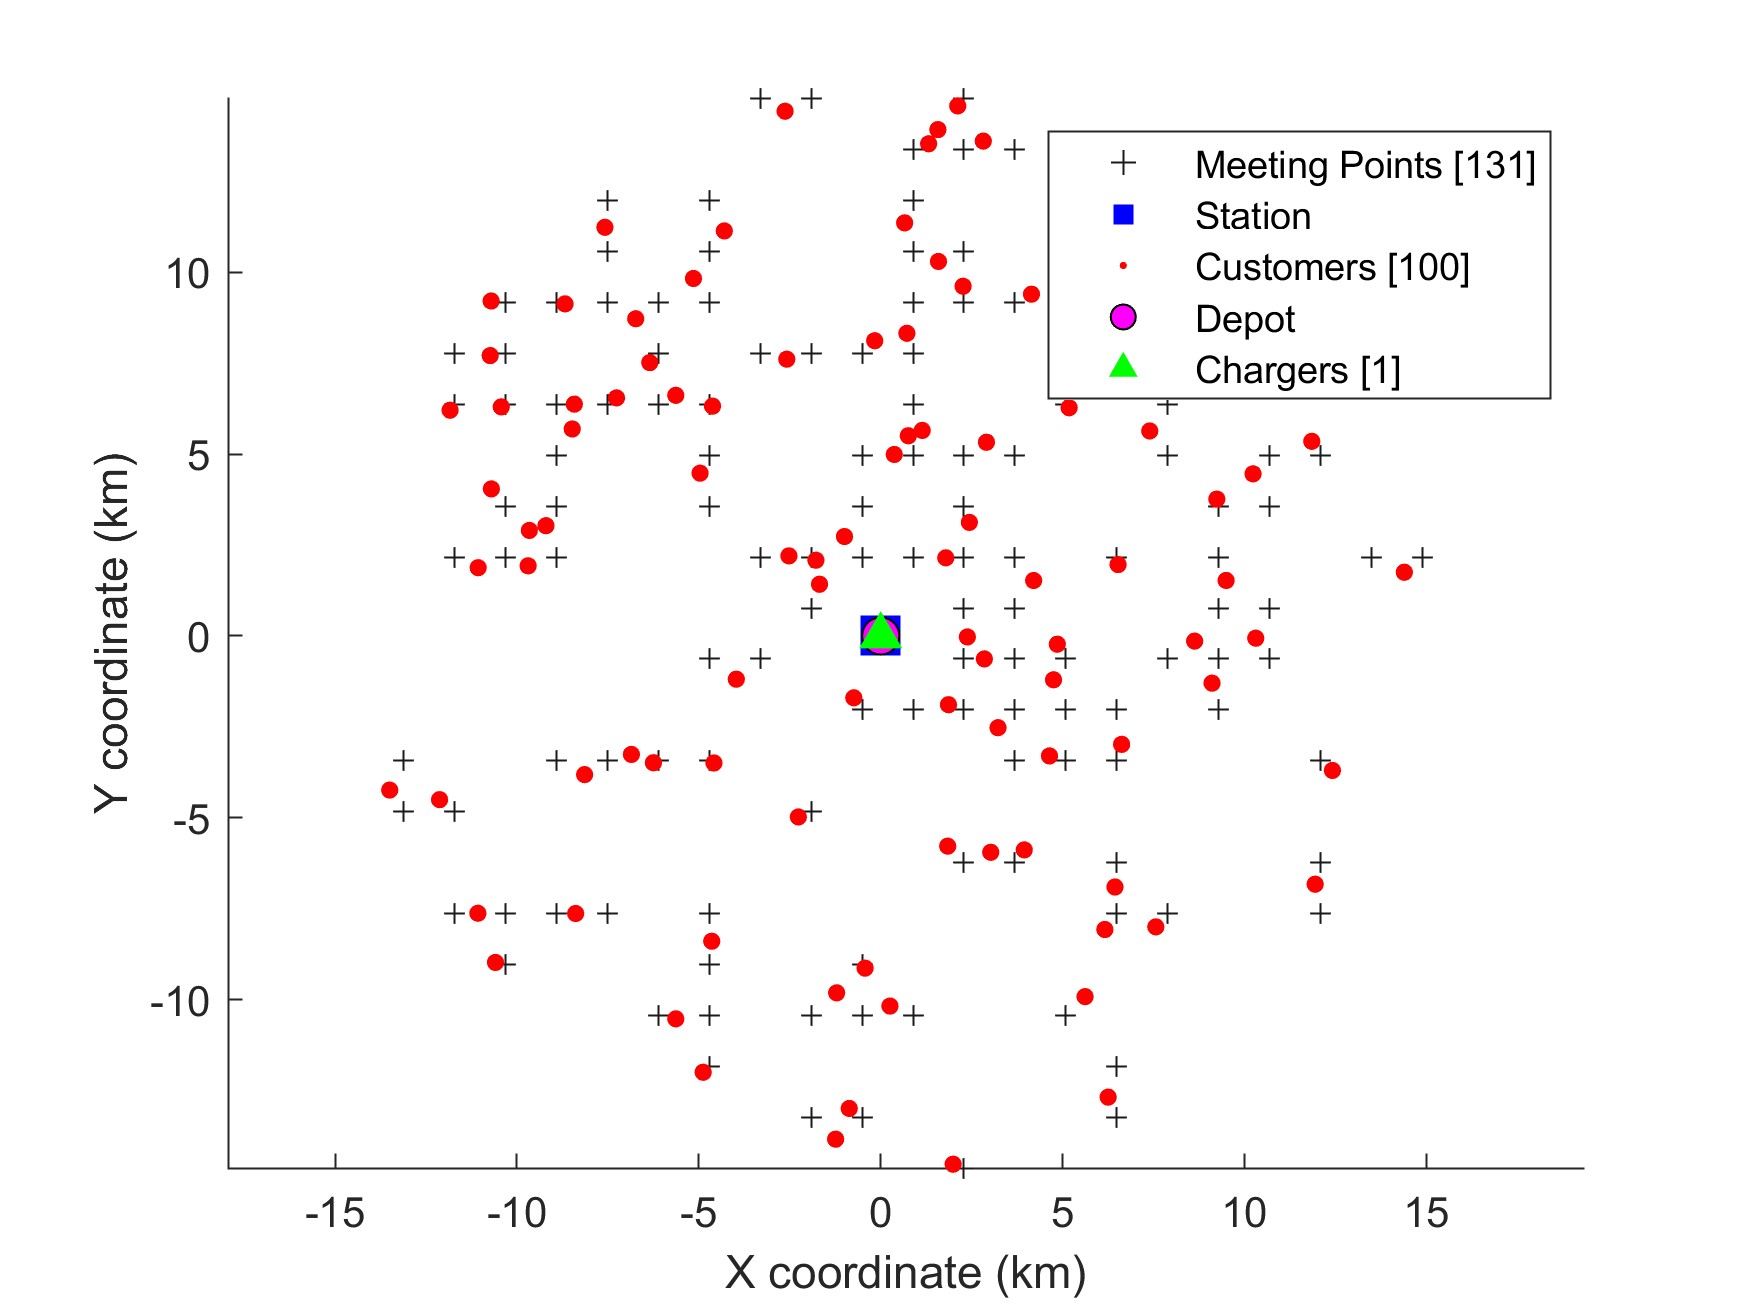 Meeting Points [131]
Station
Customers [100]
Depot
Chargers [1]
10
5
0
-5
-10
Y coordinate (km)
-15
-10
-5
0
5
10
15
X coordinate (km)